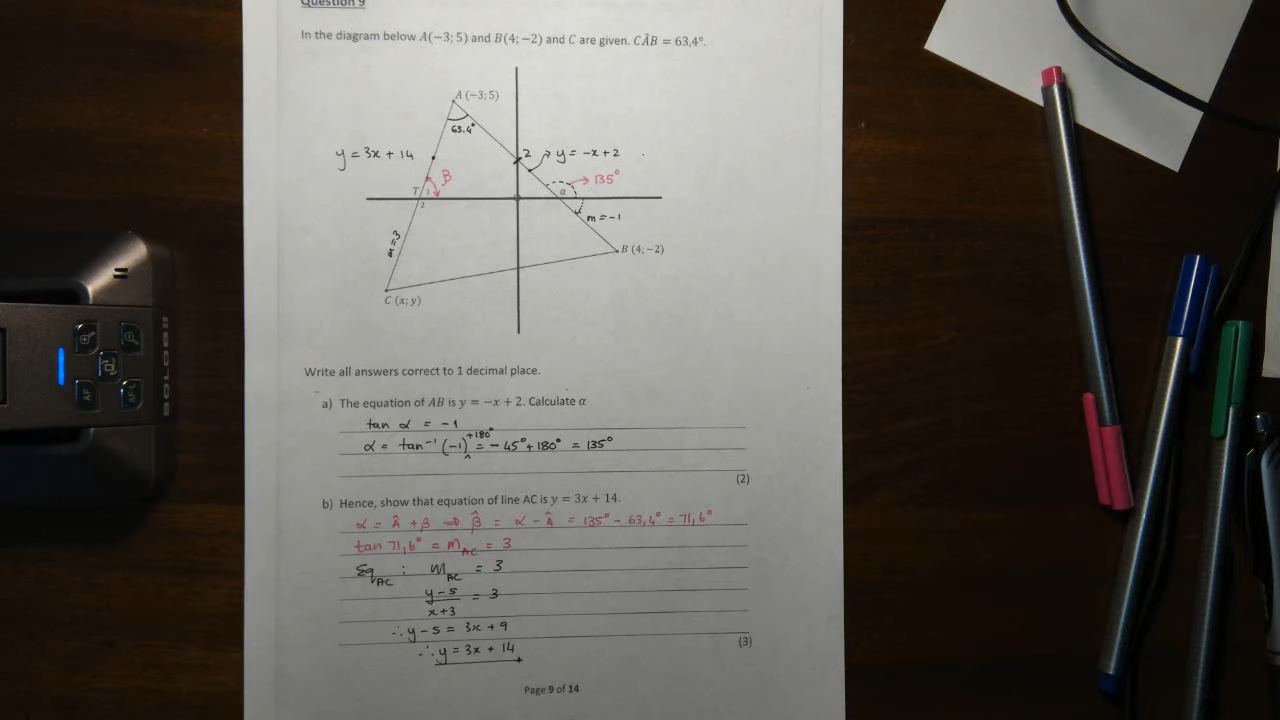 Question 9
In the diagram below A(−3; 5) and B(4; −2) and C are given. CÂB = 63,4°.
A (−3; 5)
63.4°
y = 3x + 14
2
y = −x + 2
β
135°
T
1
α
2
m = −1
m = 3
B (4; −2)
C (x; y)
Write all answers correct to 1 decimal place.
a) The equation of AB is y = −x + 2. Calculate α
tan α = −1
α = tan⁻¹ (−1) +180° = −45° + 180° = 135°
(2)
b) Hence, show that equation of line AC is y = 3x + 14.
α = Â + β ⇒ β̂ = α − Â = 135° − 63,4° = 71,6°
tan 71,6° = m_AC = 3
Eq_AC : m_AC = 3
y − 5 / x + 3 = 3
∴ y − 5 = 3x + 9
(3)
∴ y = 3x + 14
Page 9 of 14
AF
AF L